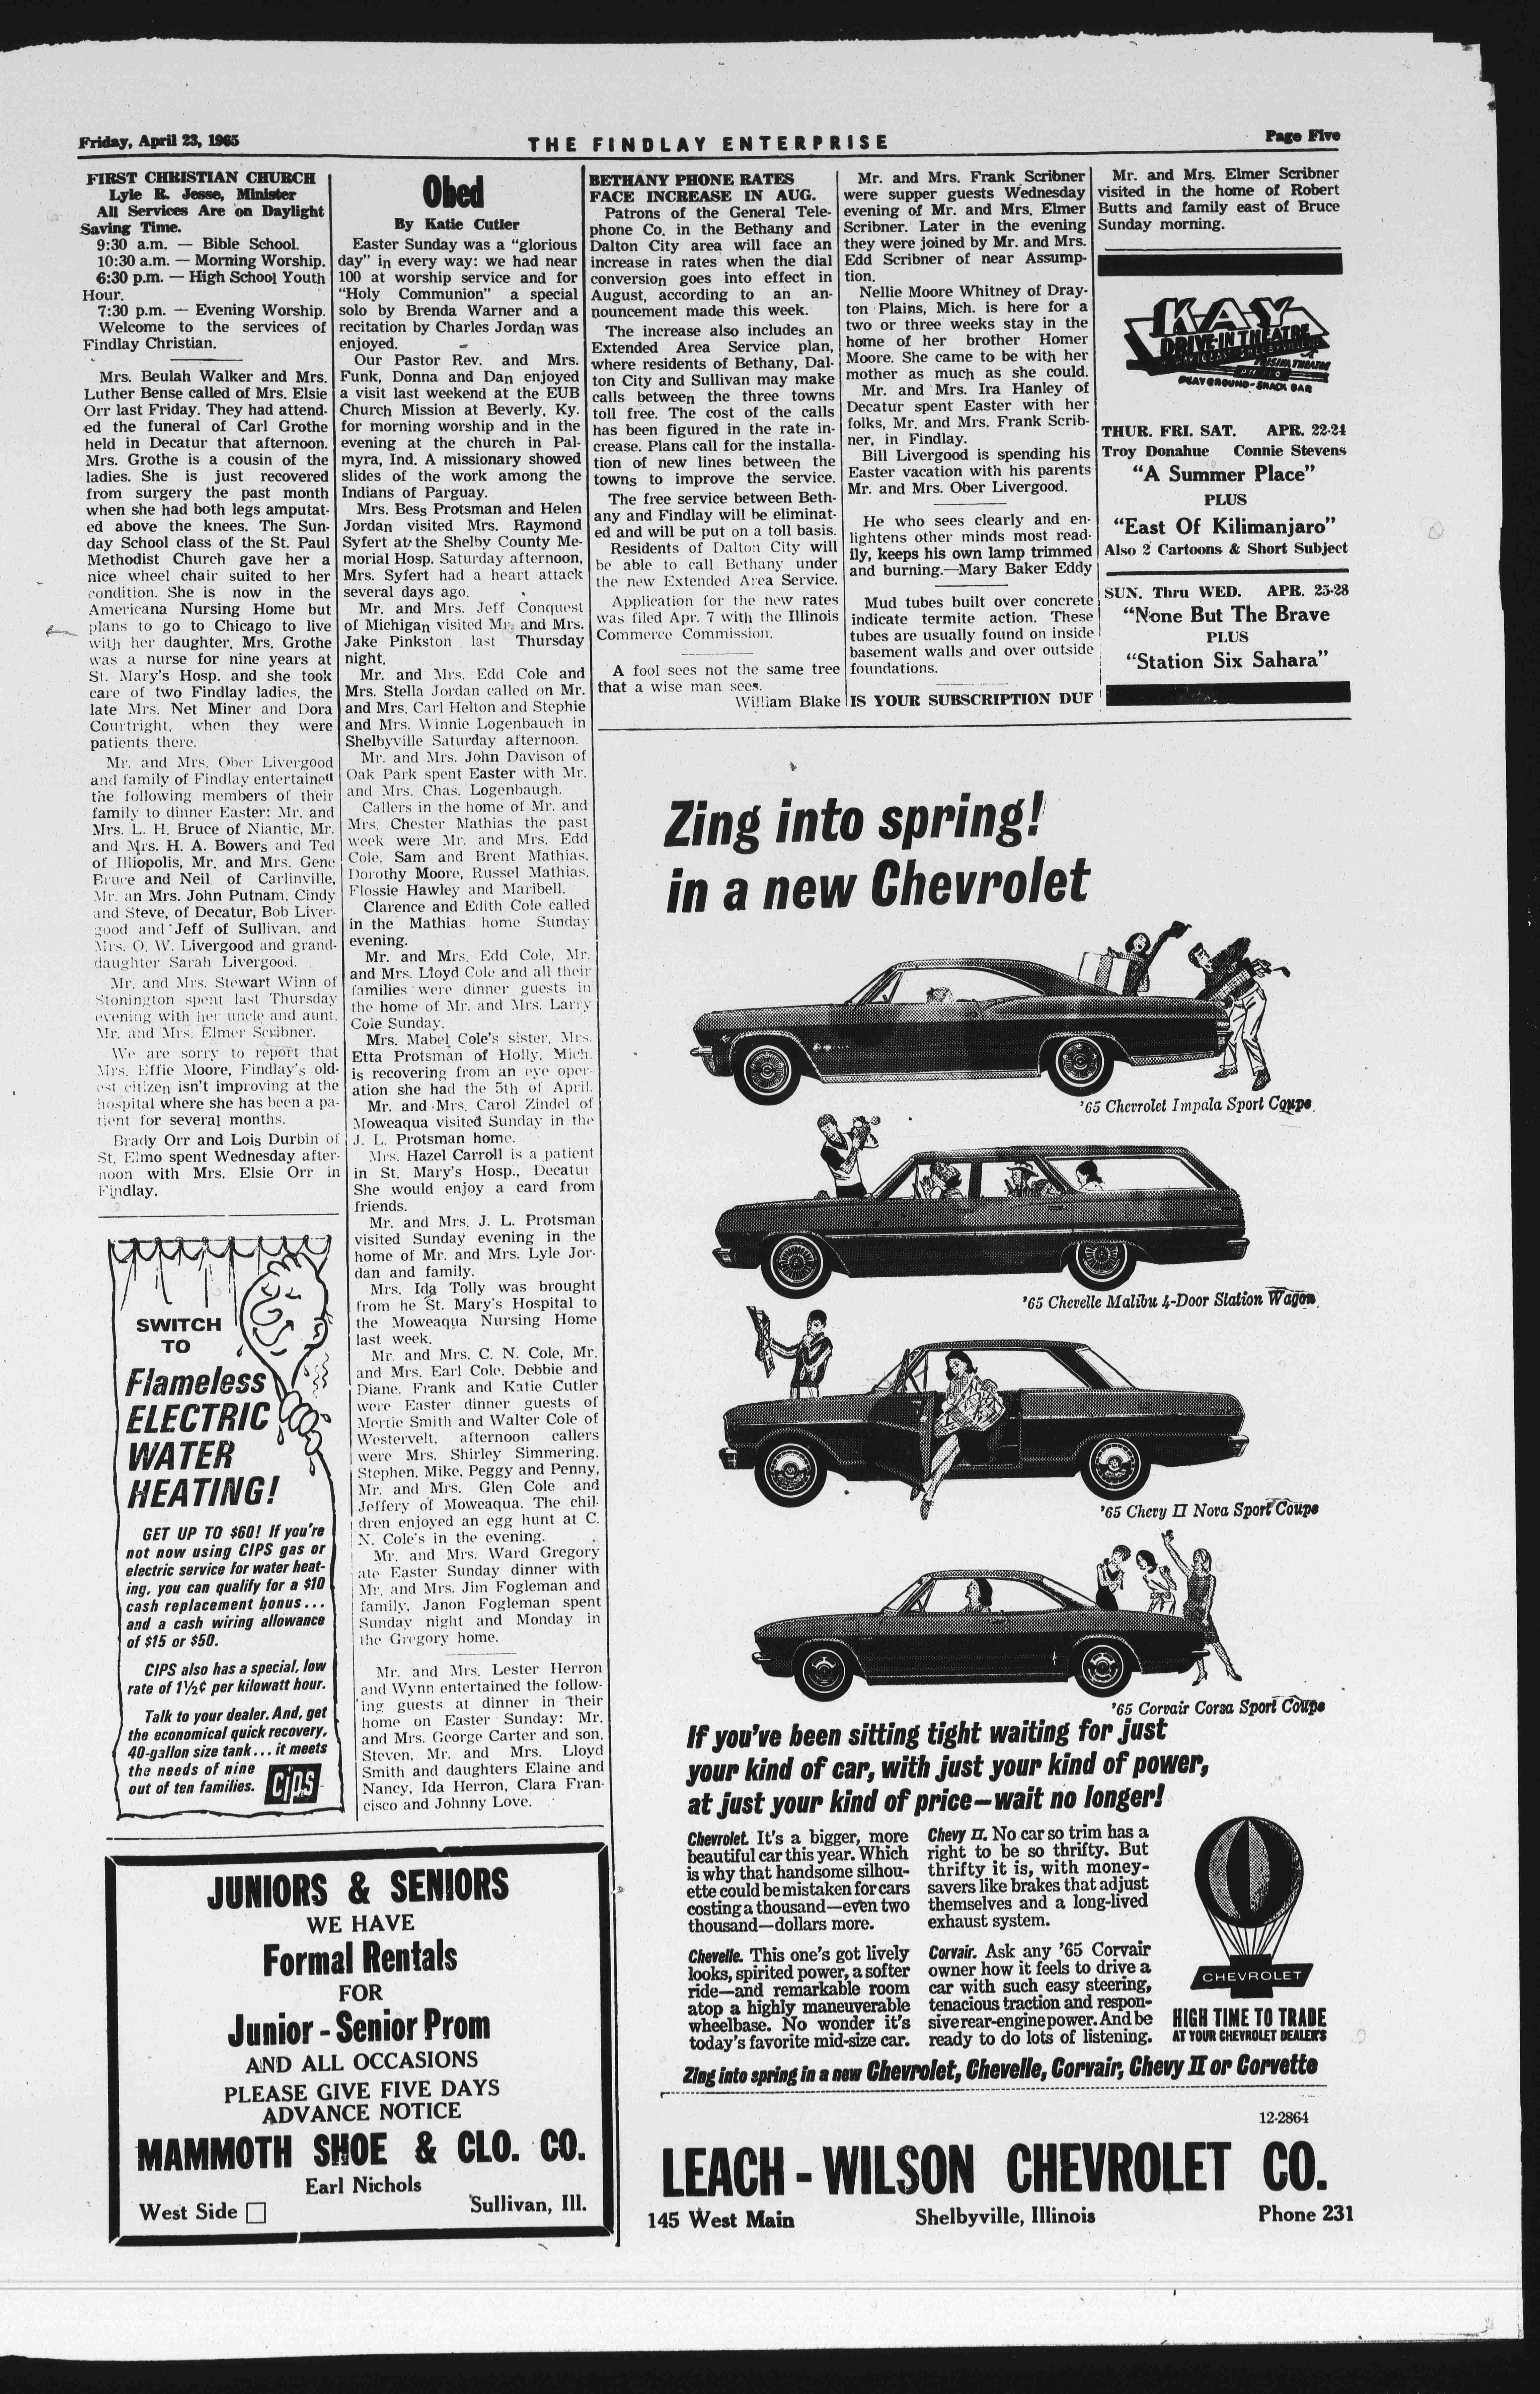 Friday, April 23, 1965
THE FINDLAY ENTERPRISE
Page Five
FIRST CHRISTIAN CHURCH
Lyle R. Jesse, Minister
All Services Are on Daylight
Saving Time.
9:30 a.m. — Bible School.
10:30 a.m. — Morning Worship.
6:30 p.m. — High School Youth
Hour.
7:30 p.m. — Evening Worship.
Welcome to the services of
Findlay Christian.
Mrs. Beulah Walker and Mrs.
Luther Bense called of Mrs. Elsie
Orr last Friday. They had attend-
ed the funeral of Carl Grothe
held in Decatur that afternoon.
Mrs. Grothe is a cousin of the
ladies. She is just recovered
from surgery the past month
when she had both legs amputat-
ed above the knees. The Sun-
day School class of the St. Paul
Methodist Church gave her a
nice wheel chair suited to her
condition. She is now in the
Americana Nursing Home but
plans to go to Chicago to live
with her daughter. Mrs. Grothe
was a nurse for nine years at
St. Mary's Hosp. and she took
care of two Findlay ladies, the
late Mrs. Net Miner and Dora
Courtright, when they were
patients there.
Mr. and Mrs. Ober Livergood
and family of Findlay entertained
the following members of their
family to dinner Easter: Mr. and
Mrs. L. H. Bruce of Niantic, Mr.
and Mrs. H. A. Bowers and Ted
of Illiopolis, Mr. and Mrs. Gene
Bruce and Neil of Carlinville,
Mr. an Mrs. John Putnam, Cindy
and Steve, of Decatur, Bob Liver-
good and Jeff of Sullivan, and
Mrs. O. W. Livergood and grand-
daughter Sarah Livergood.
Mr. and Mrs. Stewart Winn of
Stonington spent last Thursday
evening with her uncle and aunt,
Mr. and Mrs. Elmer Scribner.
We are sorry to report that
Mrs. Effie Moore, Findlay's old-
est citizen isn't improving at the
hospital where she has been a pa-
tient for several months.
Brady Orr and Lois Durbin of
St. Elmo spent Wednesday after-
noon with Mrs. Elsie Orr in
Findlay.
SWITCH
TO
Flameless
ELECTRIC
WATER
HEATING!
GET UP TO $60! If you're
not now using CIPS gas or
electric service for water heat-
ing, you can qualify for a $10
cash replacement bonus...
and a cash wiring allowance
of $15 or $50.
CIPS also has a special, low
rate of 1½¢ per kilowatt hour.
Talk to your dealer. And, get
the economical quick recovery,
40-gallon size tank... it meets
the needs of nine
out of ten families.
cips
Obed
By Katie Cutler
Easter Sunday was a "glorious
day" in every way: we had near
100 at worship service and for
"Holy Communion" a special
solo by Brenda Warner and a
recitation by Charles Jordan was
enjoyed.
Our Pastor Rev. and Mrs.
Funk, Donna and Dan enjoyed
a visit last weekend at the EUB
Church Mission at Beverly, Ky.
for morning worship and in the
evening at the church in Pal-
myra, Ind. A missionary showed
slides of the work among the
Indians of Parguay.
Mrs. Bess Protsman and Helen
Jordan visited Mrs. Raymond
Syfert at the Shelby County Me-
morial Hosp. Saturday afternoon,
Mrs. Syfert had a heart attack
several days ago.
Mr. and Mrs. Jeff Conquest
of Michigan visited Mr. and Mrs.
Jake Pinkston last Thursday
night.
Mr. and Mrs. Edd Cole and
Mrs. Stella Jordan called on Mr.
and Mrs. Carl Helton and Stephie
and Mrs. Winnie Logenbauch in
Shelbyville Saturday afternoon.
Mr. and Mrs. John Davison of
Oak Park spent Easter with Mr.
and Mrs. Chas. Logenbaugh.
Callers in the home of Mr. and
Mrs. Chester Mathias the past
week were Mr. and Mrs. Edd
Cole, Sam and Brent Mathias,
Dorothy Moore, Russel Mathias,
Flossie Hawley and Maribell.
Clarence and Edith Cole called
in the Mathias home Sunday
evening.
Mr. and Mrs. Edd Cole, Mr.
and Mrs. Lloyd Cole and all their
families were dinner guests in
the home of Mr. and Mrs. Larry
Cole Sunday.
Mrs. Mabel Cole's sister, Mrs.
Etta Protsman of Holly, Mich.
is recovering from an eye oper-
ation she had the 5th of April.
Mr. and Mrs. Carol Zindel of
Moweaqua visited Sunday in the
J. L. Protsman home.
Mrs. Hazel Carroll is a patient
in St. Mary's Hosp., Decatur
She would enjoy a card from
friends.
Mr. and Mrs. J. L. Protsman
visited Sunday evening in the
home of Mr. and Mrs. Lyle Jor-
dan and family.
Mrs. Ida Tolly was brought
from he St. Mary's Hospital to
the Moweaqua Nursing Home
last week.
Mr. and Mrs. C. N. Cole, Mr.
and Mrs. Earl Cole, Debbie and
Diane, Frank and Katie Cutler
were Easter dinner guests of
Mertie Smith and Walter Cole of
Westervelt, afternoon callers
were Mrs. Shirley Simmering,
Stephen, Mike, Peggy and Penny,
Mr. and Mrs. Glen Cole and
Jeffery of Moweaqua. The chil-
dren enjoyed an egg hunt at C.
N. Cole's in the evening.
Mr. and Mrs. Ward Gregory
ate Easter Sunday dinner with
Mr. and Mrs. Jim Fogleman and
family, Janon Fogleman spent
Sunday night and Monday in
the Gregory home.
Mr. and Mrs. Lester Herron
and Wynn entertained the follow-
ing guests at dinner in their
home on Easter Sunday: Mr.
and Mrs. George Carter and son,
Steven, Mr. and Mrs. Lloyd
Smith and daughters Elaine and
Nancy, Ida Herron, Clara Fran-
cisco and Johnny Love.
JUNIORS & SENIORS
WE HAVE
Formal Rentals
FOR
Junior - Senior Prom
AND ALL OCCASIONS
PLEASE GIVE FIVE DAYS
ADVANCE NOTICE
MAMMOTH SHOE & CLO. CO.
Earl Nichols
West Side □
Sullivan, Ill.
BETHANY PHONE RATES
FACE INCREASE IN AUG.
Patrons of the General Tele-
phone Co. in the Bethany and
Dalton City area will face an
increase in rates when the dial
conversion goes into effect in
August, according to an an-
nouncement made this week.
The increase also includes an
Extended Area Service plan,
where residents of Bethany, Dal-
ton City and Sullivan may make
calls between the three towns
toll free. The cost of the calls
has been figured in the rate in-
crease. Plans call for the installa-
tion of new lines between the
towns to improve the service.
The free service between Beth-
any and Findlay will be eliminat-
ed and will be put on a toll basis.
Residents of Dalton City will
be able to call Bethany under
the new Extended Area Service.
Application for the new rates
was filed Apr. 7 with the Illinois
Commerce Commission.
A fool sees not the same tree
that a wise man sees.
William Blake
Mr. and Mrs. Frank Scribner
were supper guests Wednesday
evening of Mr. and Mrs. Elmer
Scribner. Later in the evening
they were joined by Mr. and Mrs.
Edd Scribner of near Assump-
tion.
Nellie Moore Whitney of Dray-
ton Plains, Mich. is here for a
two or three weeks stay in the
home of her brother Homer
Moore. She came to be with her
mother as much as she could.
Mr. and Mrs. Ira Hanley of
Decatur spent Easter with her
folks, Mr. and Mrs. Frank Scrib-
ner, in Findlay.
Bill Livergood is spending his
Easter vacation with his parents
Mr. and Mrs. Ober Livergood.
He who sees clearly and en-
lightens other minds most read-
ily, keeps his own lamp trimmed
and burning.—Mary Baker Eddy
Mud tubes built over concrete
indicate termite action. These
tubes are usually found on inside
basement walls and over outside
foundations.
IS YOUR SUBSCRIPTION DUF
Mr. and Mrs. Elmer Scribner
visited in the home of Robert
Butts and family east of Bruce
Sunday morning.
KAY
DRIVE-IN THEATRE
PLAYGROUND-SNACK BAR
THUR. FRI. SAT. APR. 22-24
Troy Donahue Connie Stevens
"A Summer Place"
PLUS
"East Of Kilimanjaro"
Also 2 Cartoons & Short Subject
SUN. Thru WED. APR. 25-28
"None But The Brave
PLUS
"Station Six Sahara"
Zing into spring!
in a new Chevrolet
'65 Chevrolet Impala Sport Coupe
'65 Chevelle Malibu 4-Door Station Wagon
'65 Chevy II Nova Sport Coupe
'65 Corvair Corsa Sport Coupe
If you've been sitting tight waiting for just
your kind of car, with just your kind of power,
at just your kind of price—wait no longer!
Chevrolet. It's a bigger, more
beautiful car this year. Which
is why that handsome silhou-
ette could be mistaken for cars
costing a thousand—even two
thousand—dollars more.
Chevelle. This one's got lively
looks, spirited power, a softer
ride—and remarkable room
atop a highly maneuverable
wheelbase. No wonder it's
today's favorite mid-size car.
Chevy II. No car so trim has a
right to be so thrifty. But
thrifty it is, with money-
savers like brakes that adjust
themselves and a long-lived
exhaust system.
Corvair. Ask any '65 Corvair
owner how it feels to drive a
car with such easy steering,
tenacious traction and respon-
sive rear-engine power. And be
ready to do lots of listening.
CHEVROLET
HIGH TIME TO TRADE
AT YOUR CHEVROLET DEALER'S
Zing into spring in a new Chevrolet, Chevelle, Corvair, Chevy II or Corvette
12-2864
LEACH - WILSON CHEVROLET CO.
145 West Main
Shelbyville, Illinois
Phone 231